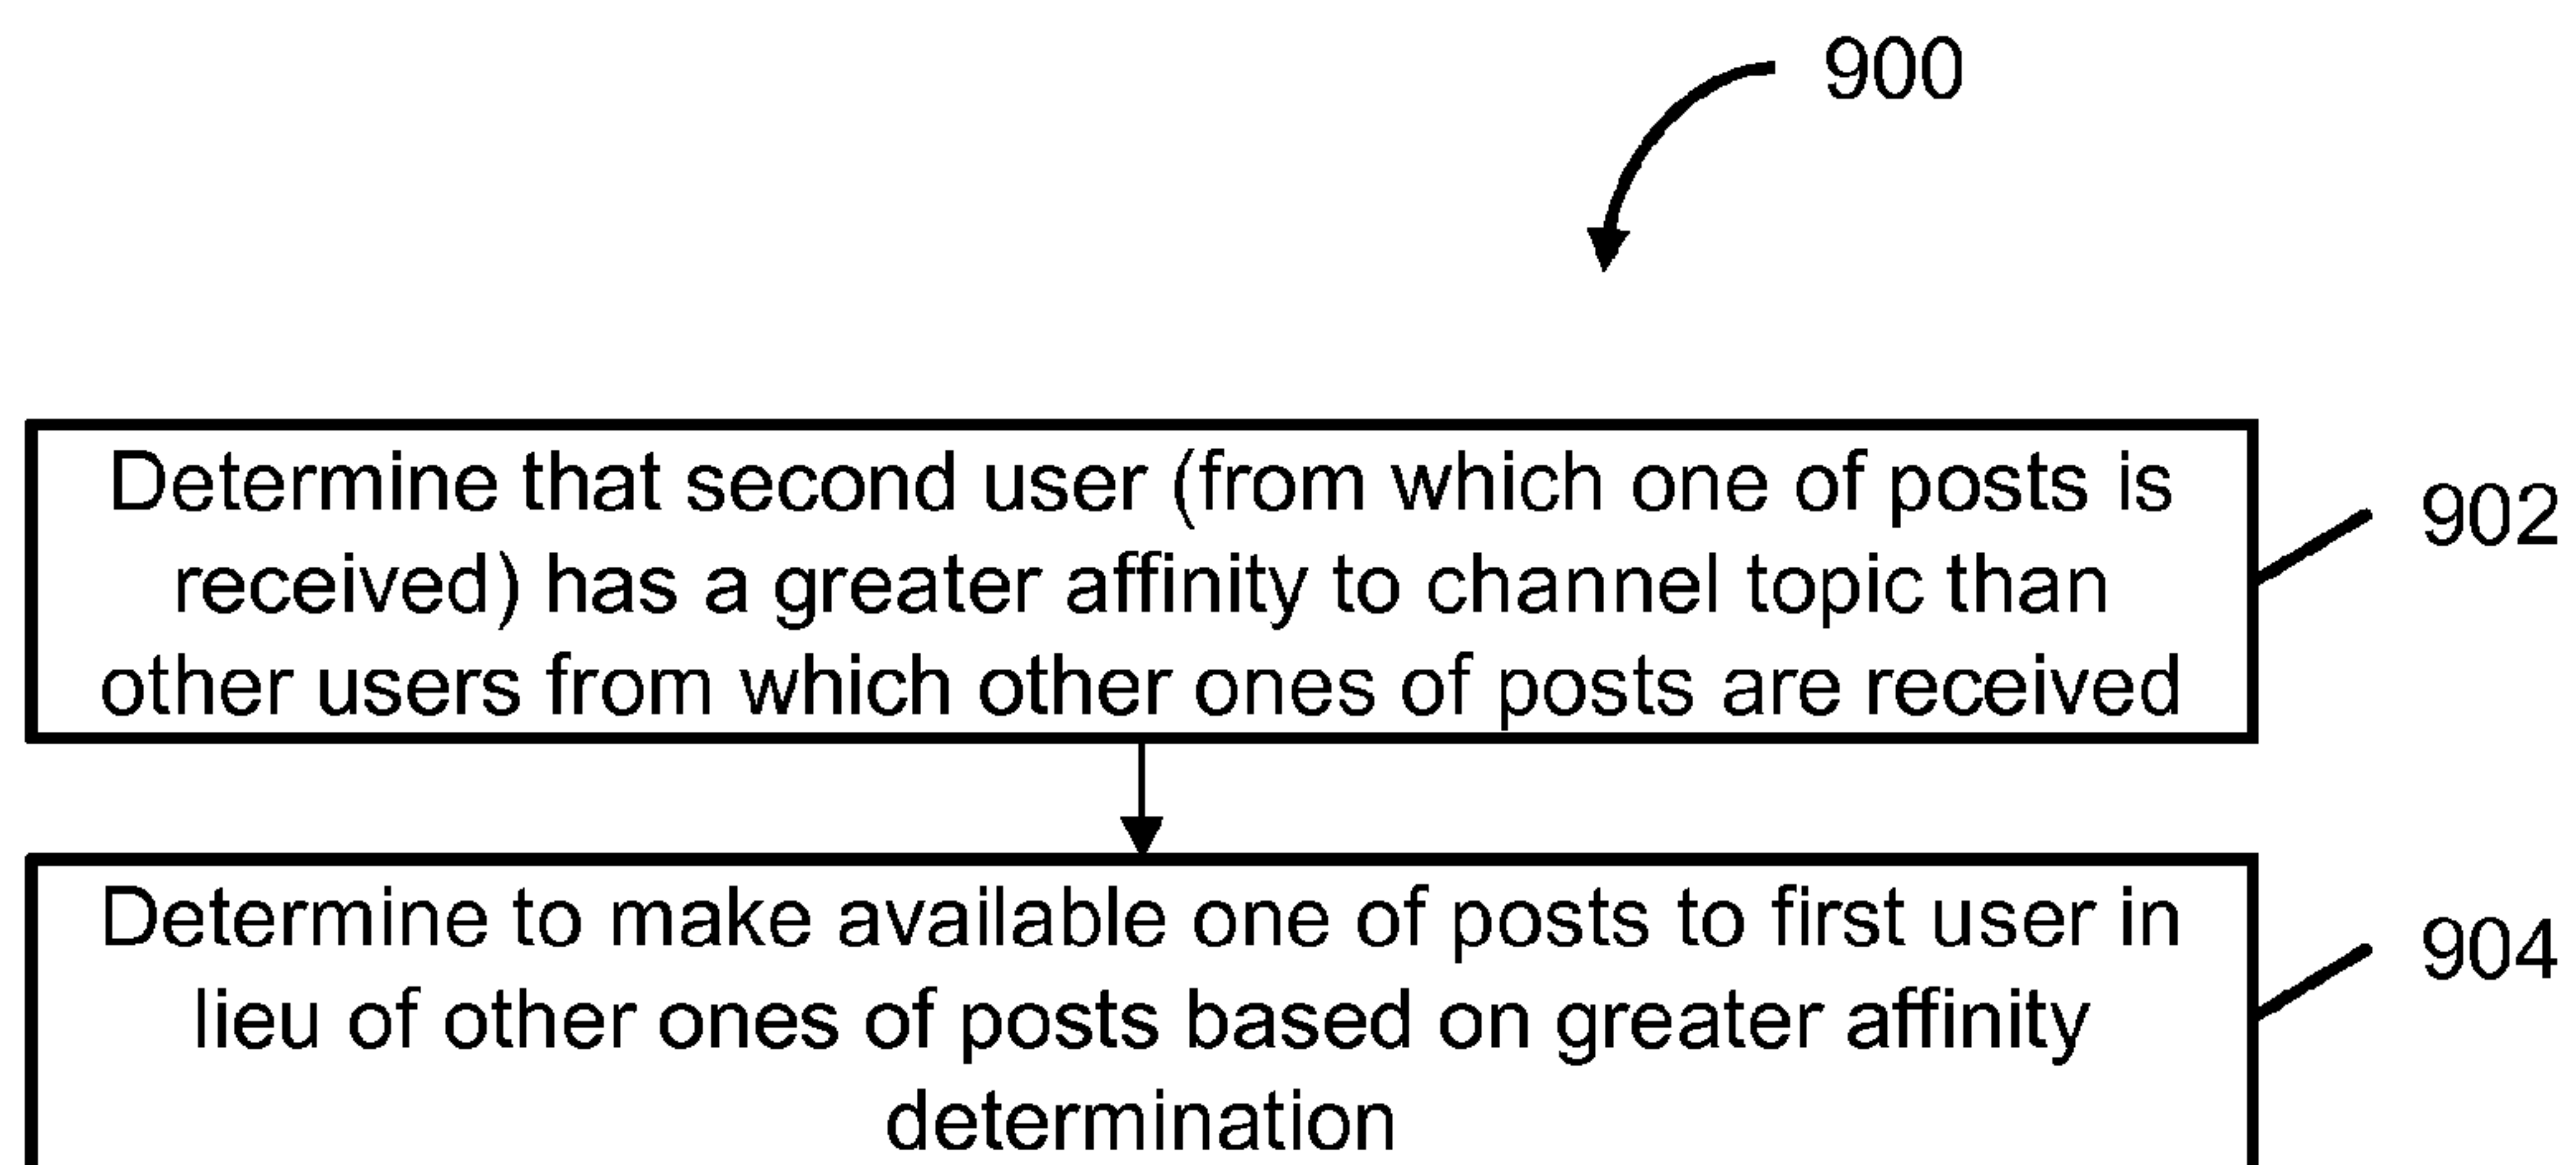 900
Determine that second user (from which one of posts is
received) has a greater affinity to channel topic than
other users from which other ones of posts are received
902
Determine to make available one of posts to first user in
lieu of other ones of posts based on greater affinity
determination
904